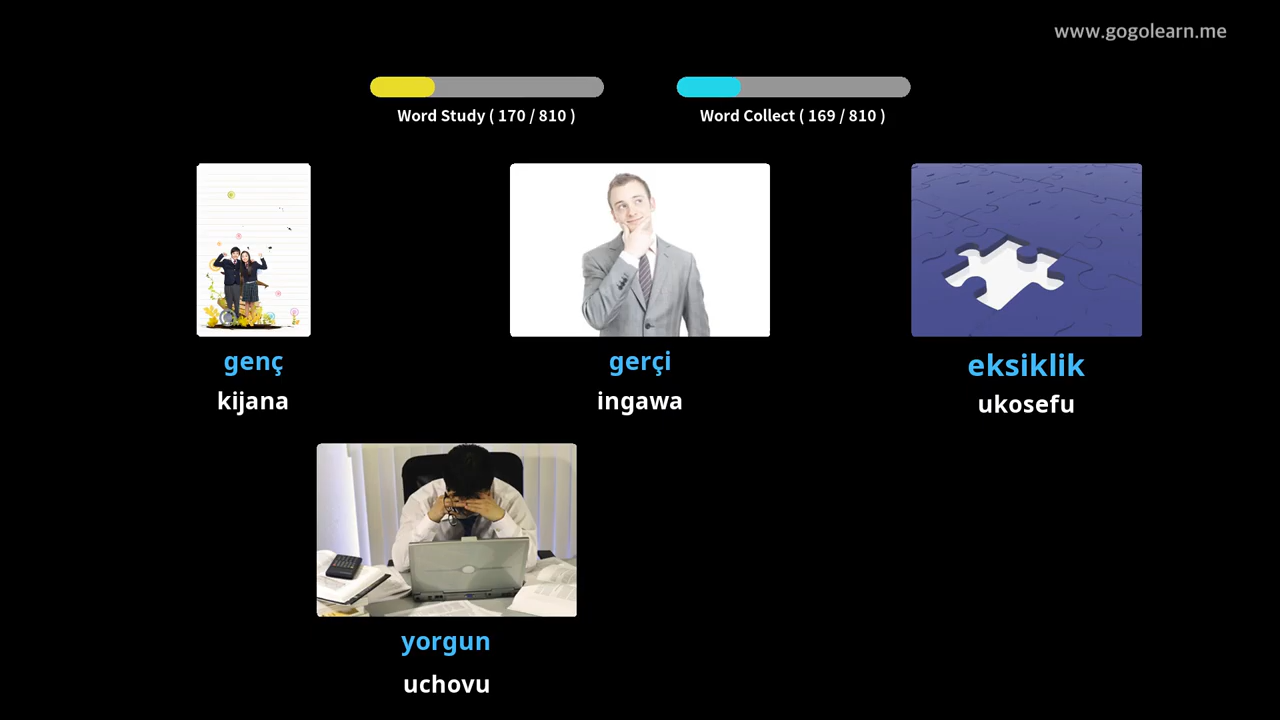 www.gogolearn.me
Word Study ( 170 / 810 )
Word Collect ( 169 / 810 )
genç
kijana
gerçi
ingawa
eksiklik
ukosefu
yorgun
uchovu